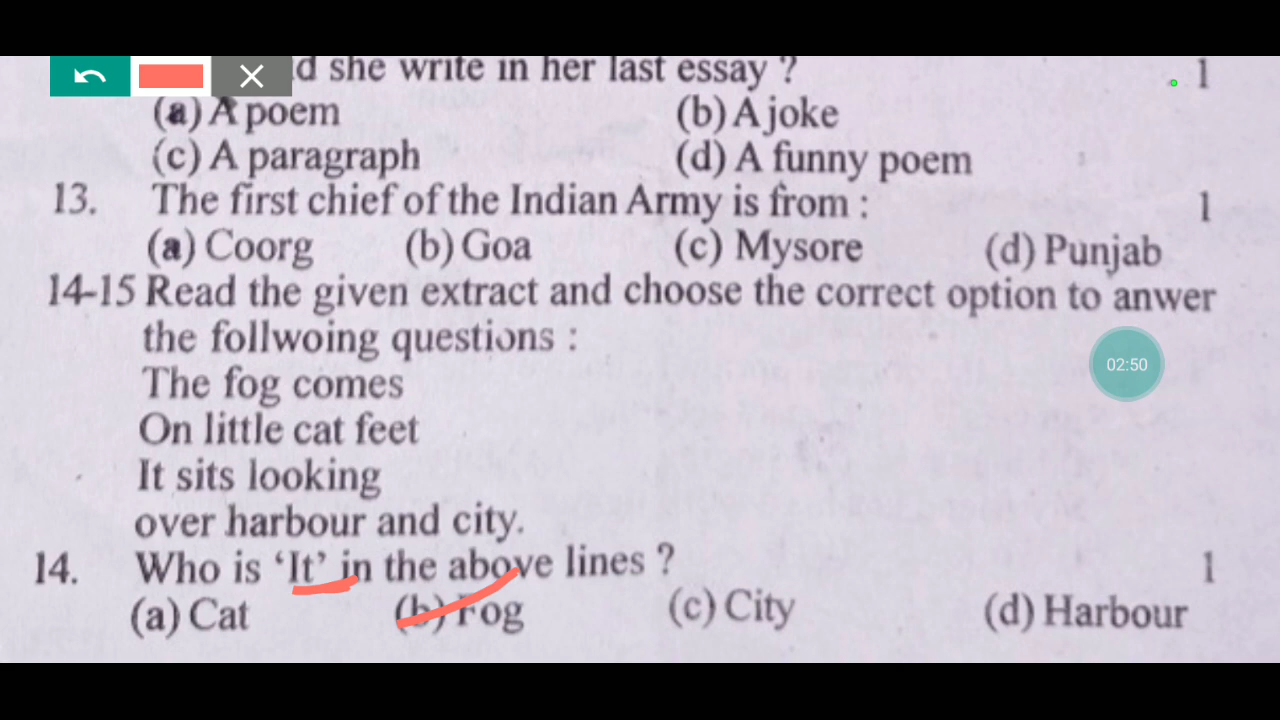 d she write in her last essay ? 1
(a) A poem (b) A joke
(c) A paragraph (d) A funny poem
13. The first chief of the Indian Army is from : 1
(a) Coorg (b) Goa (c) Mysore (d) Punjab
14-15 Read the given extract and choose the correct option to anwer
the follwoing questions :
02:50
The fog comes
On little cat feet
It sits looking
over harbour and city.
14. Who is ‘It’ in the above lines ? 1
(a) Cat (b) Fog (c) City (d) Harbour